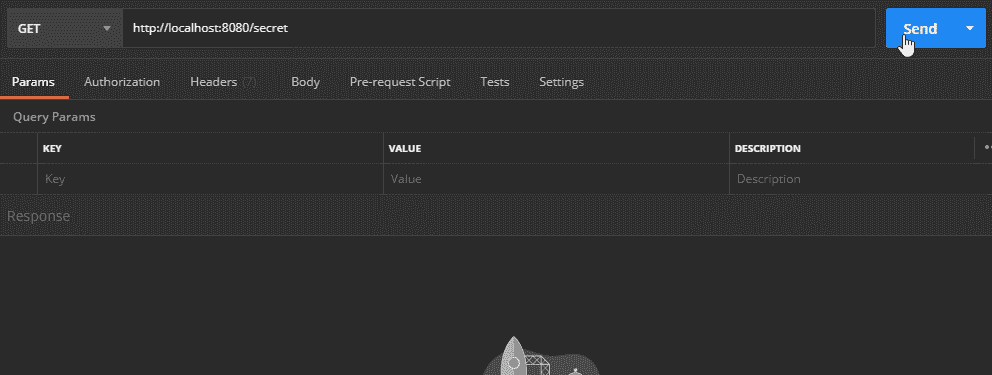 GET http://localhost:8080/secret Send
Params Authorization Headers (7) Body Pre-request Script Tests Settings
Query Params
KEY VALUE DESCRIPTION
Key Value Description
Response